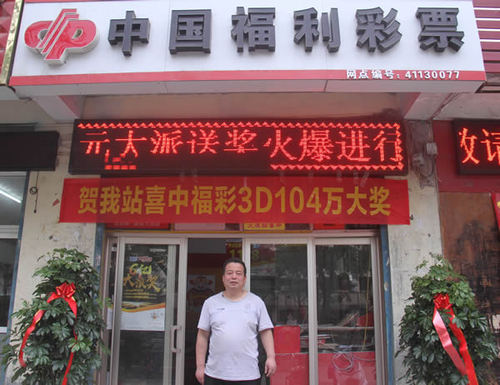 中国福利彩票
网点编号:41130077
元大派送奖火爆进行
贺我站喜中福彩3D104万大奖